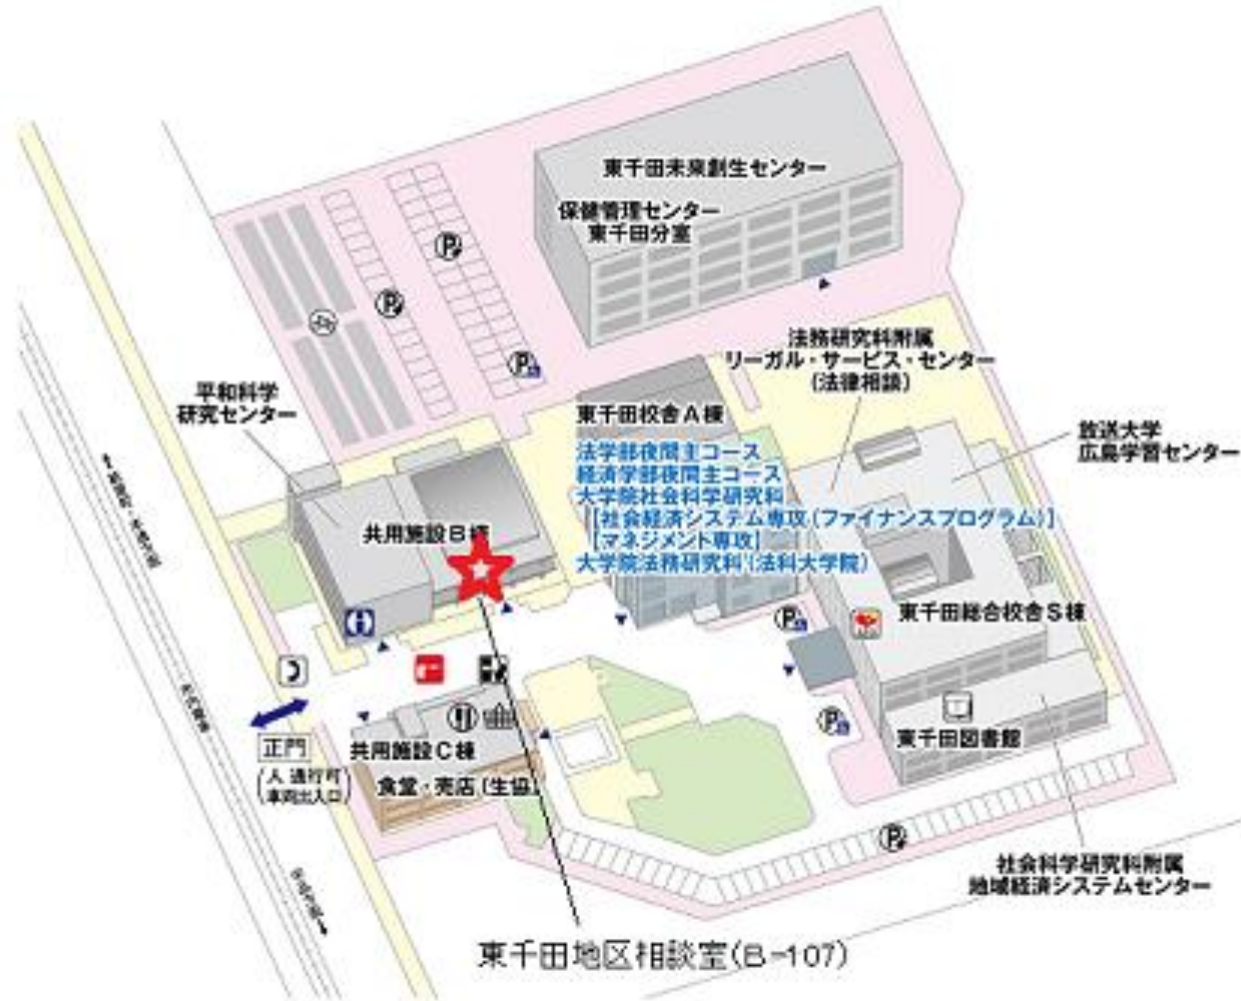 東千田未来創生センター
保健管理センター
東千田分室
法務研究科附属
リーガル・サービス・センター
(法律相談)
平和科学
研究センター
東千田校舎A棟
放送大学
広島学習センター
法学部夜間主コース
経済学部夜間主コース
大学院社会科学研究科
[社会経済システム専攻(ファイナンスプログラム)]
[マネジメント専攻]
大学院法務研究科(法科大学院)
共用施設B棟
東千田総合校舎S棟
東千田図書館
正門
(人 通行可
車両出入口)
共用施設C棟
食堂・売店(生協)
社会科学研究科附属
地域経済システムセンター
東千田地区相談室(B-107)
P
P
P
P
P
P